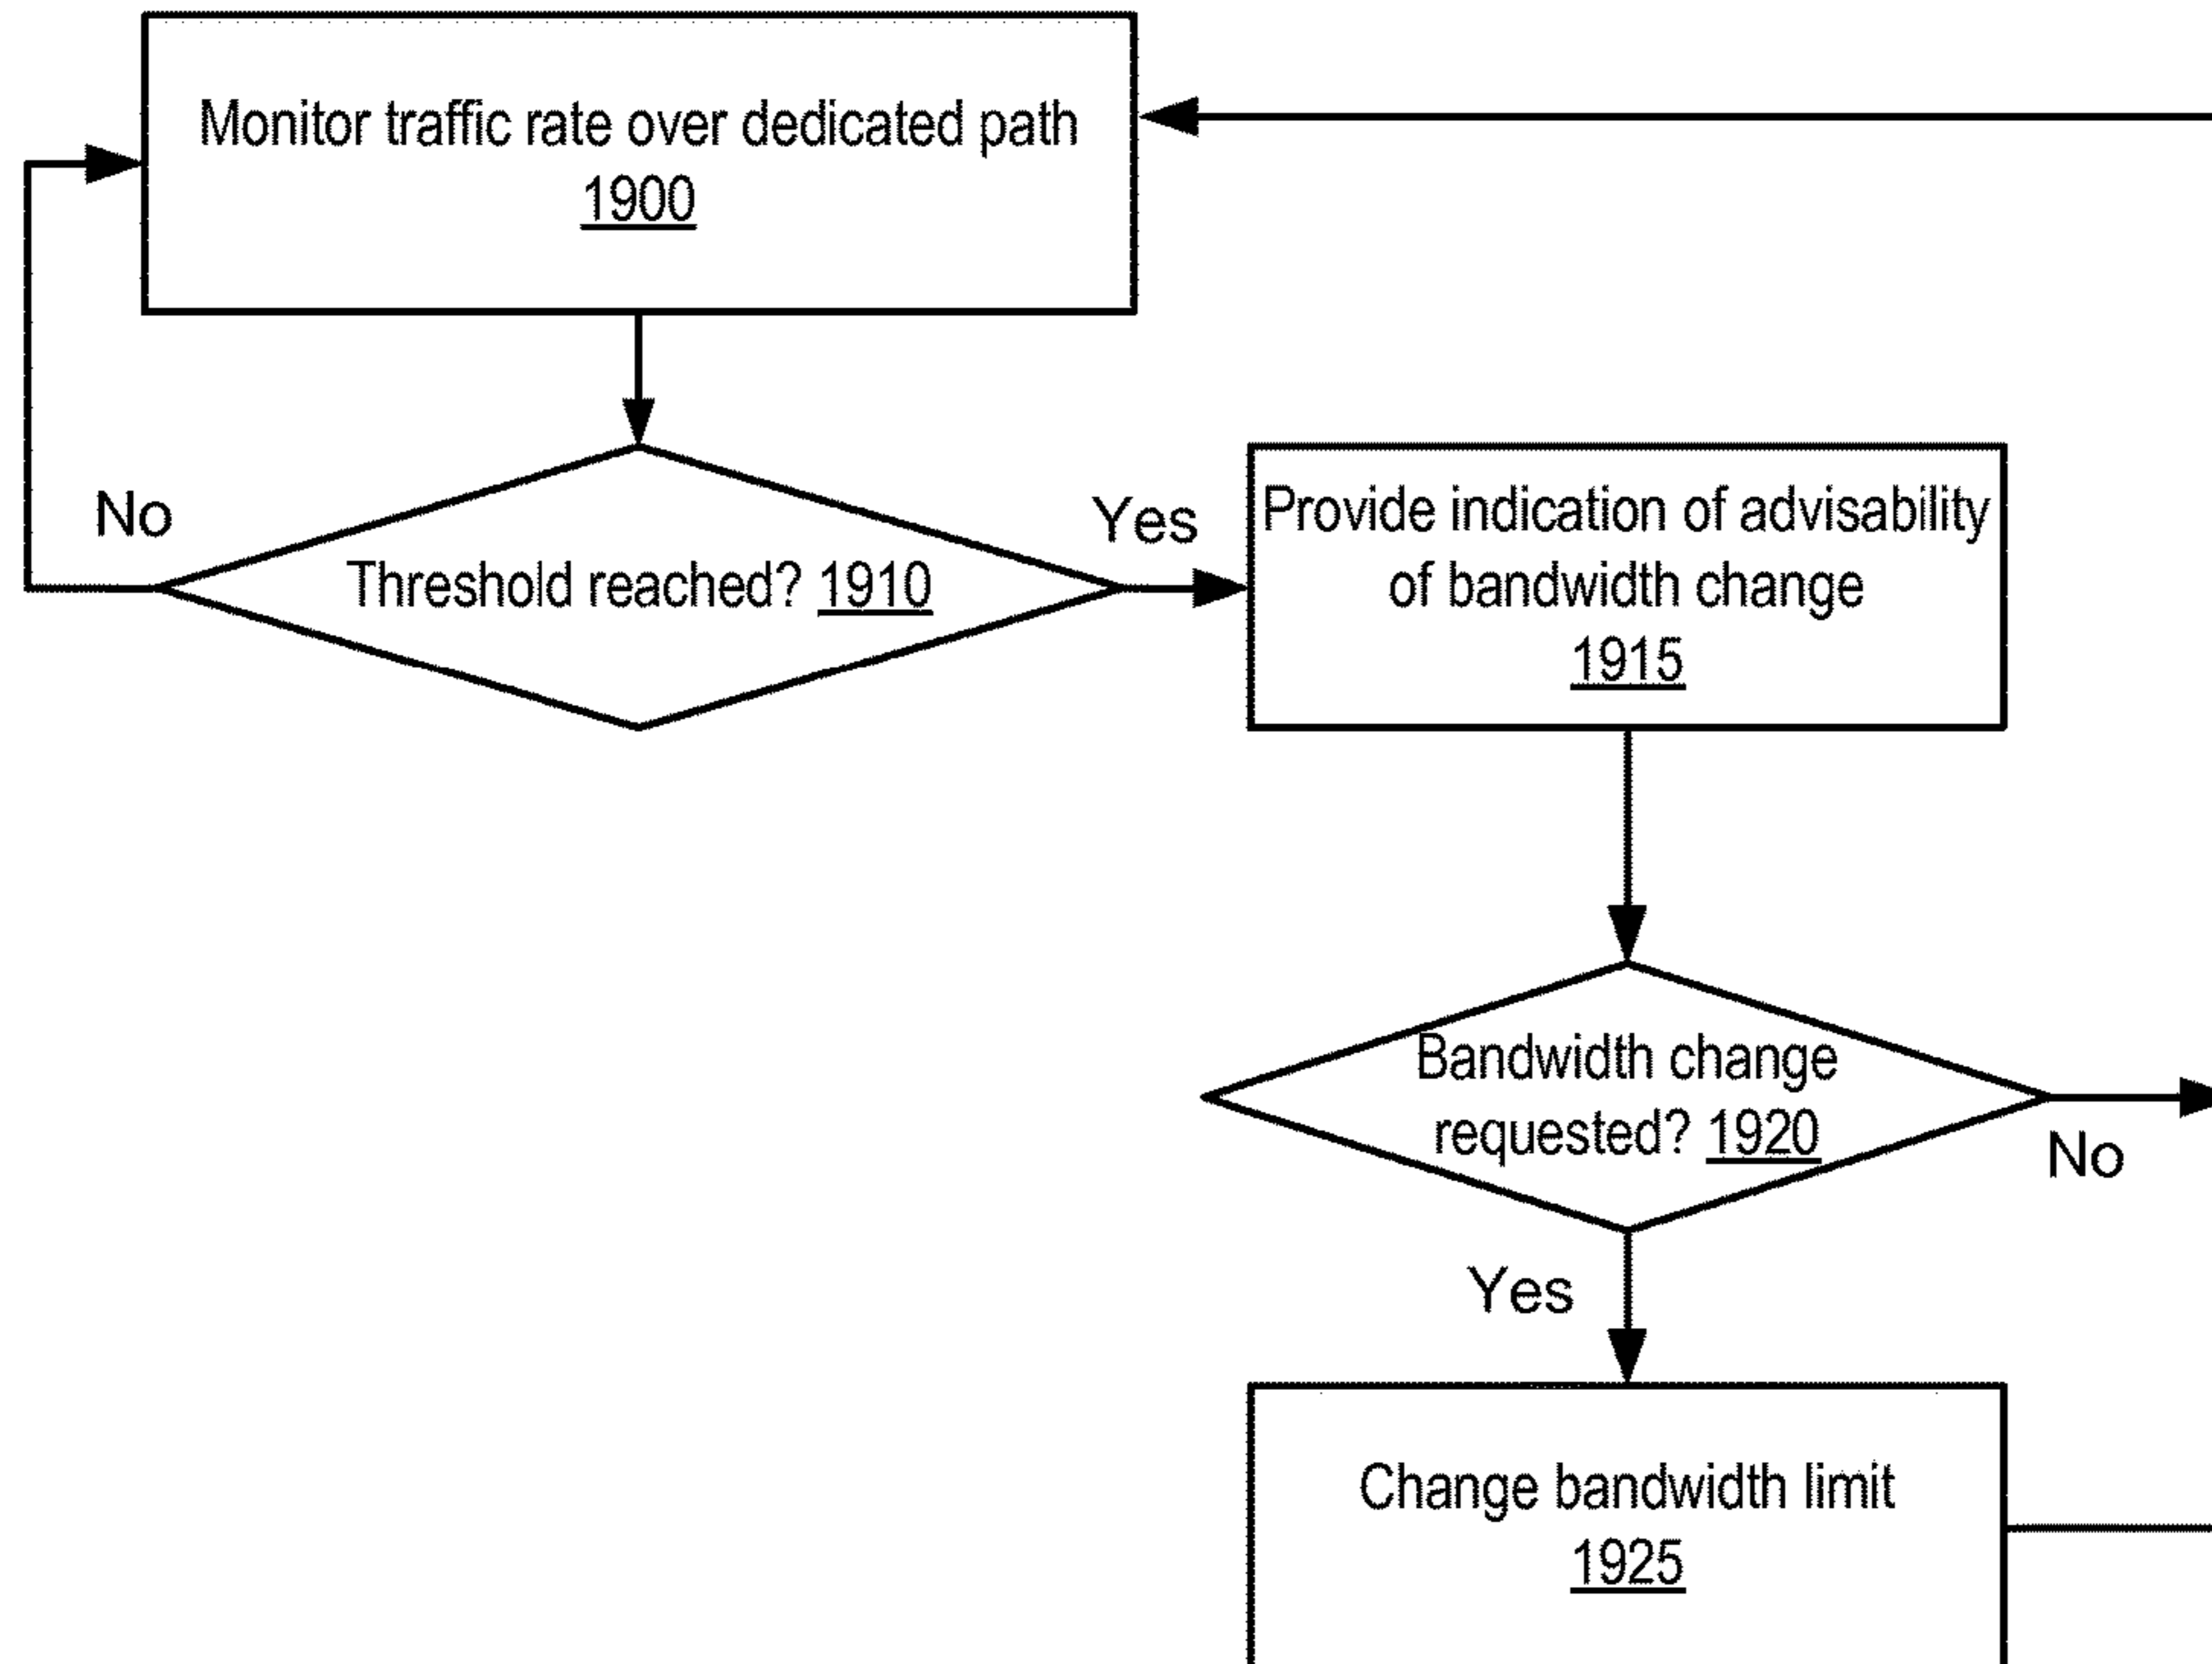 Monitor traffic rate over dedicated path
1900
No
Threshold reached? 1910
Yes
Provide indication of advisability
of bandwidth change
1915
Bandwidth change
requested? 1920
No
Yes
Change bandwidth limit
1925